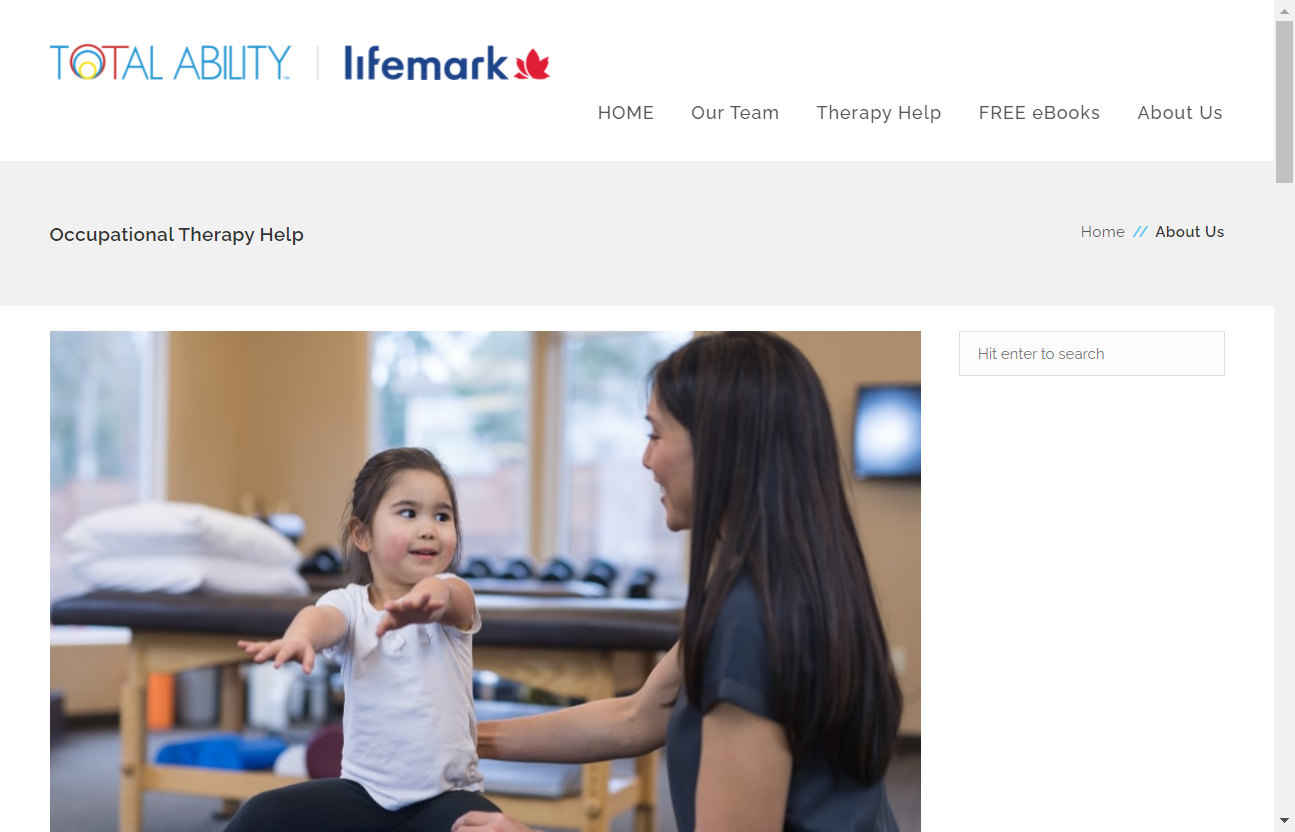 TOTAL ABILITY™ | lifemark
HOME Our Team Therapy Help FREE eBooks About Us
Occupational Therapy Help
Home // About Us
Hit enter to search